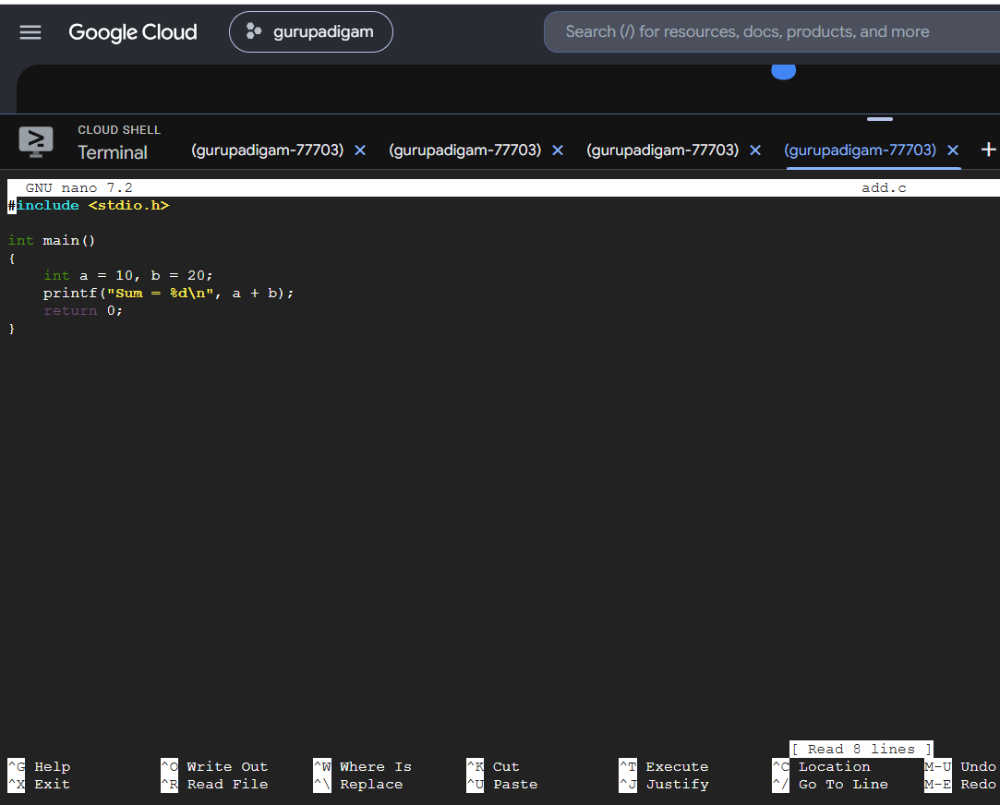 Google Cloud
gurupadigam
Search (/) for resources, docs, products, and more
CLOUD SHELL
Terminal
(gurupadigam-77703)
(gurupadigam-77703)
(gurupadigam-77703)
(gurupadigam-77703)
GNU nano 7.2 add.c
#include <stdio.h>
int main()
{
    int a = 10, b = 20;
    printf("Sum = %d\n", a + b);
    return 0;
}
[ Read 8 lines ]
^G Help ^O Write Out ^W Where Is ^K Cut ^T Execute ^C Location M-U Undo
^X Exit ^R Read File ^\ Replace ^U Paste ^J Justify ^/ Go To Line M-E Redo